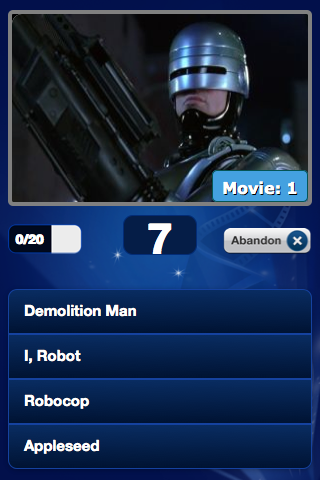 Movie: 1
0/20
7
Abandon
Demolition Man
I, Robot
Robocop
Appleseed